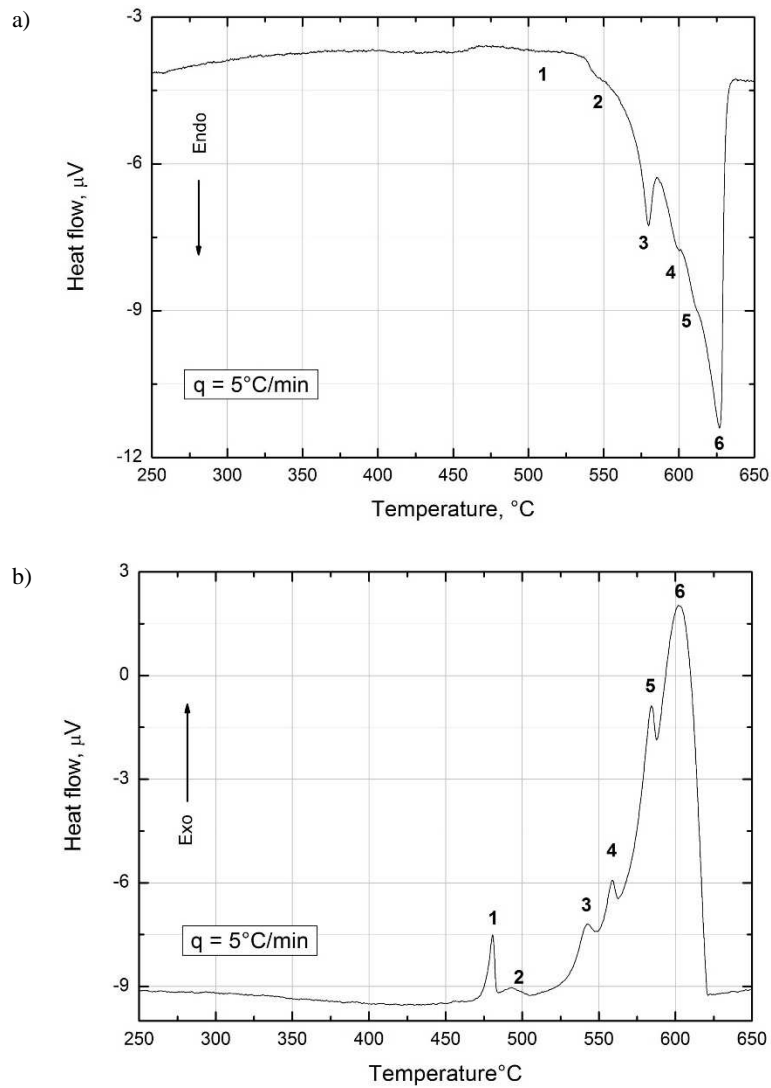 a)
-3
-6
-9
-12
Heat flow, μV
Endo
1
2
3
4
5
6
q = 5°C/min
250 300 350 400 450 500 550 600 650
Temperature, °C
b)
3
0
-3
-6
-9
Heat flow, μV
Exo
6
5
4
3
1
2
q = 5°C/min
250 300 350 400 450 500 550 600 650
Temperature°C